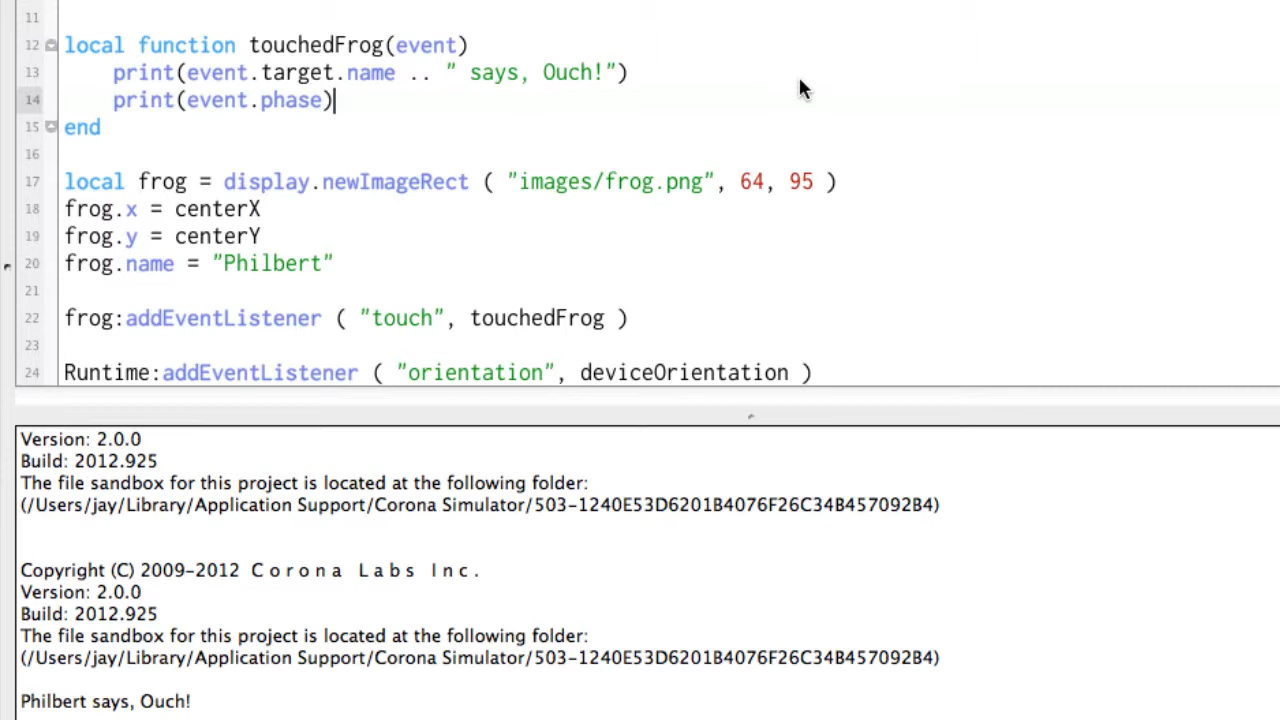 11
12 local function touchedFrog(event)
13 print(event.target.name .. " says, Ouch!")
14 print(event.phase)
15 end
16
17 local frog = display.newImageRect ( "images/frog.png", 64, 95 )
18 frog.x = centerX
19 frog.y = centerY
20 frog.name = "Philbert"
21
22 frog:addEventListener ( "touch", touchedFrog )
23
24 Runtime:addEventListener ( "orientation", deviceOrientation )
Version: 2.0.0
Build: 2012.925
The file sandbox for this project is located at the following folder:
(/Users/jay/Library/Application Support/Corona Simulator/503-1240E53D6201B4076F26C34B457092B4)
Copyright (C) 2009-2012 C o r o n a L a b s I n c .
Version: 2.0.0
Build: 2012.925
The file sandbox for this project is located at the following folder:
(/Users/jay/Library/Application Support/Corona Simulator/503-1240E53D6201B4076F26C34B457092B4)
Philbert says, Ouch!